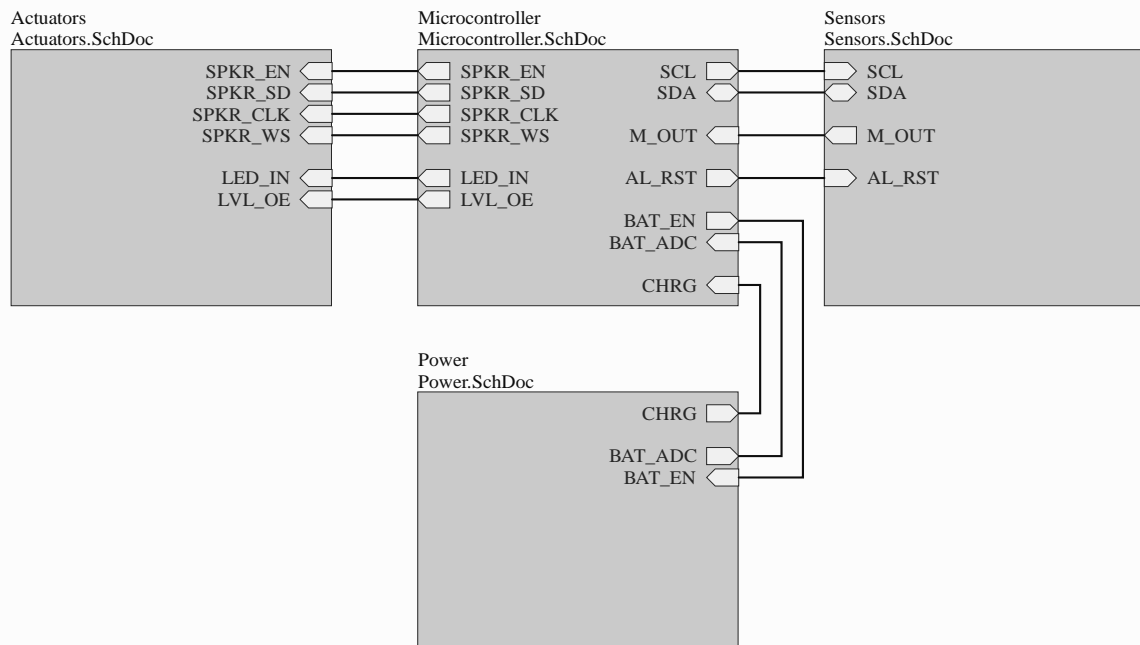 Actuators
Actuators.SchDoc
SPKR_EN
SPKR_SD
SPKR_CLK
SPKR_WS
LED_IN
LVL_OE
Microcontroller
Microcontroller.SchDoc
SPKR_EN
SPKR_SD
SPKR_CLK
SPKR_WS
LED_IN
LVL_OE
SCL
SDA
M_OUT
AL_RST
BAT_EN
BAT_ADC
CHRG
Sensors
Sensors.SchDoc
SCL
SDA
M_OUT
AL_RST
Power
Power.SchDoc
CHRG
BAT_ADC
BAT_EN